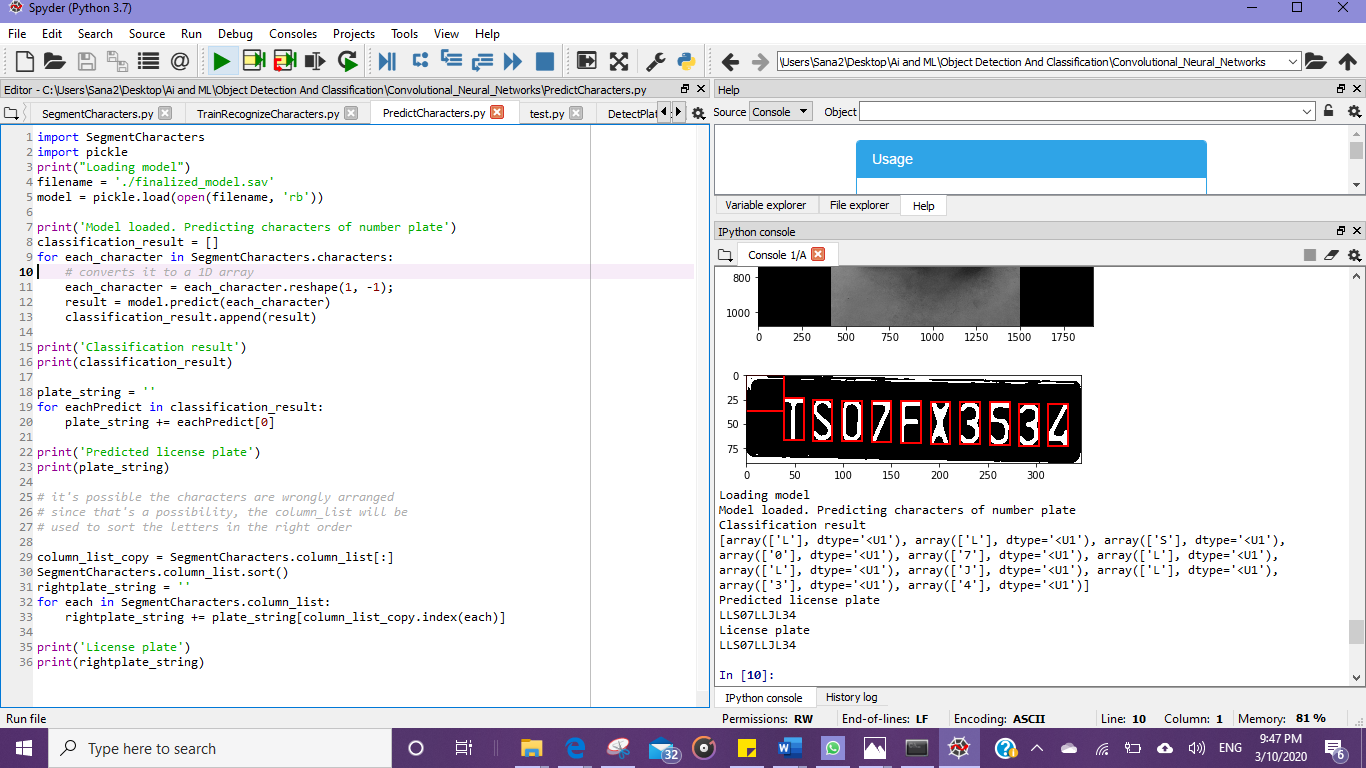 Spyder (Python 3.7)
File Edit Search Source Run Debug Consoles Projects Tools View Help
\Users\Sana2\Desktop\Ai and ML\Object Detection And Classification\Convolutional_Neural_Networks
Editor - C:\Users\Sana2\Desktop\Ai and ML\Object Detection And Classification\Convolutional_Neural_Networks\PredictCharacters.py
SegmentCharacters.py TrainRecognizeCharacters.py PredictCharacters.py test.py DetectPlat
1 import SegmentCharacters
2 import pickle
3 print("Loading model")
4 filename = './finalized_model.sav'
5 model = pickle.load(open(filename, 'rb'))
6
7 print('Model loaded. Predicting characters of number plate')
8 classification_result = []
9 for each_character in SegmentCharacters.characters:
10     # converts it to a 1D array
11     each_character = each_character.reshape(1, -1);
12     result = model.predict(each_character)
13     classification_result.append(result)
14
15 print('Classification result')
16 print(classification_result)
17
18 plate_string = ''
19 for eachPredict in classification_result:
20     plate_string += eachPredict[0]
21
22 print('Predicted license plate')
23 print(plate_string)
24
25 # it's possible the characters are wrongly arranged
26 # since that's a possibility, the column_list will be
27 # used to sort the letters in the right order
28
29 column_list_copy = SegmentCharacters.column_list[:]
30 SegmentCharacters.column_list.sort()
31 rightplate_string = ''
32 for each in SegmentCharacters.column_list:
33     rightplate_string += plate_string[column_list_copy.index(each)]
34
35 print('License plate')
36 print(rightplate_string)
Help
Source Console Object
Usage
Variable explorer File explorer Help
IPython console
Console 1/A
800
1000
0 250 500 750 1000 1250 1500 1750
0
25
50
75
TS07FX3534
0 50 100 150 200 250 300
Loading model
Model loaded. Predicting characters of number plate
Classification result
[array(['L'], dtype='<U1'), array(['L'], dtype='<U1'), array(['S'], dtype='<U1'),
array(['0'], dtype='<U1'), array(['7'], dtype='<U1'), array(['L'], dtype='<U1'),
array(['L'], dtype='<U1'), array(['J'], dtype='<U1'), array(['L'], dtype='<U1'),
array(['3'], dtype='<U1'), array(['4'], dtype='<U1')]
Predicted license plate
LLS07LLJL34
License plate
LLS07LLJL34
In [10]:
IPython console History log
Run file
Permissions: RW End-of-lines: LF Encoding: ASCII Line: 10 Column: 1 Memory: 81 %
Type here to search
32
ENG
9:47 PM
3/10/2020
6